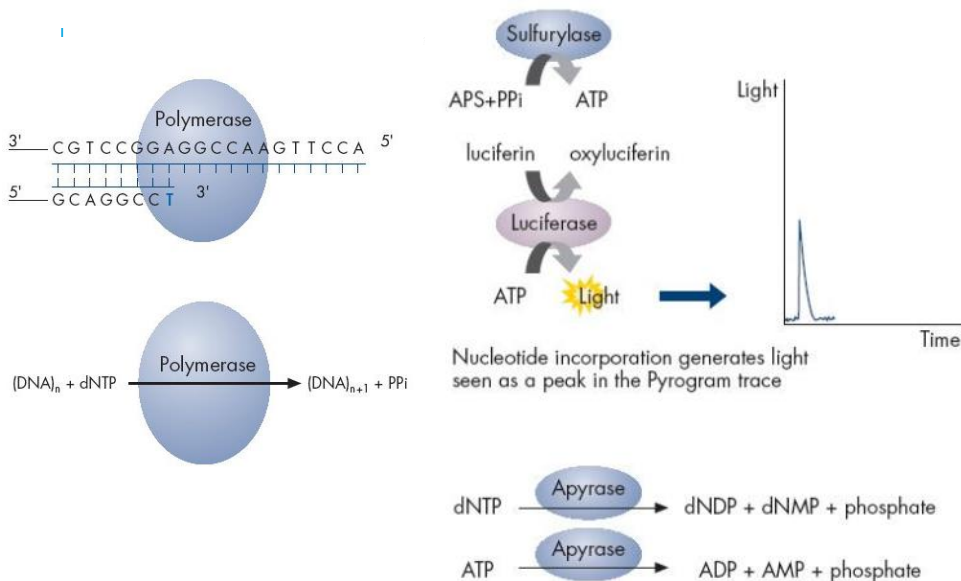 Polymerase
3' CGTCCGGAGGCCAAGTTCCA 5'
5' GCAGGCCT 3'
Polymerase
(DNA)n + dNTP (DNA)n+1 + PPi
Sulfurylase
APS+PPi ATP
luciferin oxyluciferin
Luciferase
ATP Light
Light
Time
Nucleotide incorporation generates light
seen as a peak in the Pyrogram trace
Apyrase
dNTP dNDP + dNMP + phosphate
Apyrase
ATP ADP + AMP + phosphate